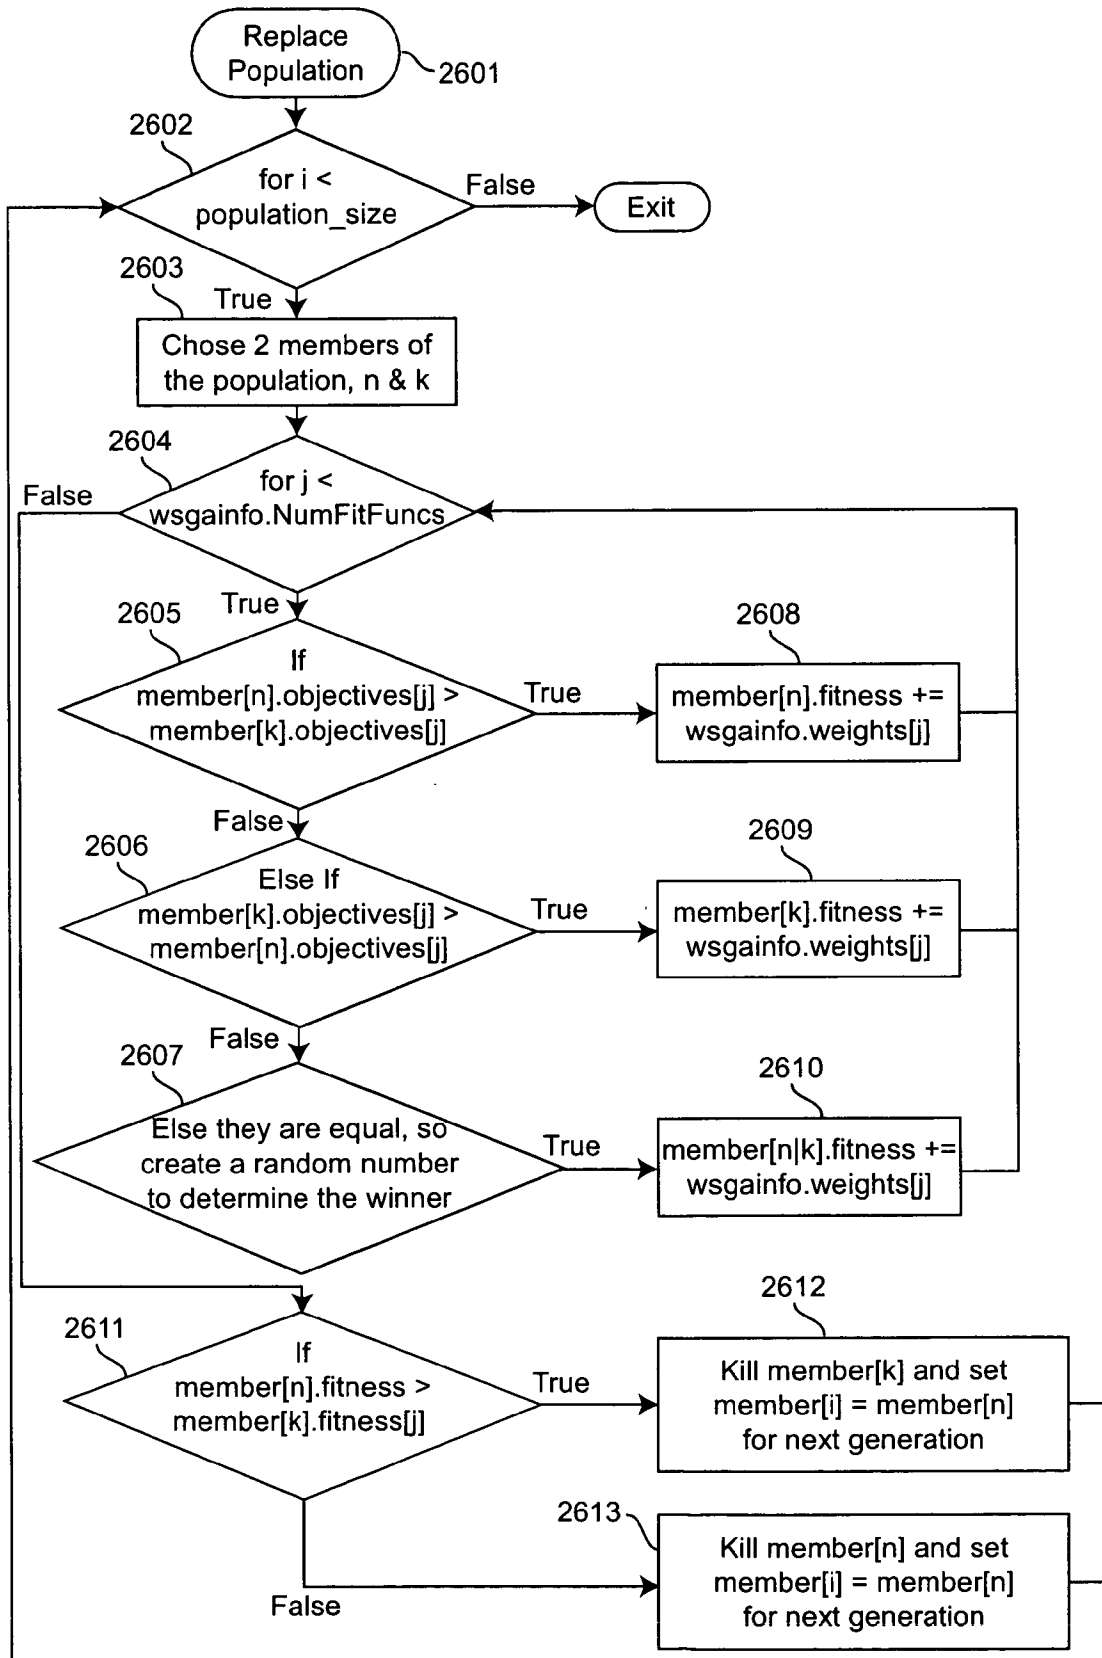 Replace
Population
2601
2602
for i <
population_size
False
Exit
2603
True
Chose 2 members of
the population, n & k
2604
False
for j <
wsgainfo.NumFitFuncs
True
2605
If
member[n].objectives[j] >
member[k].objectives[j]
True
2608
member[n].fitness +=
wsgainfo.weights[j]
False
2606
Else If
member[k].objectives[j] >
member[n].objectives[j]
True
2609
member[k].fitness +=
wsgainfo.weights[j]
False
2607
Else they are equal, so
create a random number
to determine the winner
True
2610
member[n|k].fitness +=
wsgainfo.weights[j]
2611
If
member[n].fitness >
member[k].fitness[j]
True
2612
Kill member[k] and set
member[i] = member[n]
for next generation
False
2613
Kill member[n] and set
member[i] = member[n]
for next generation